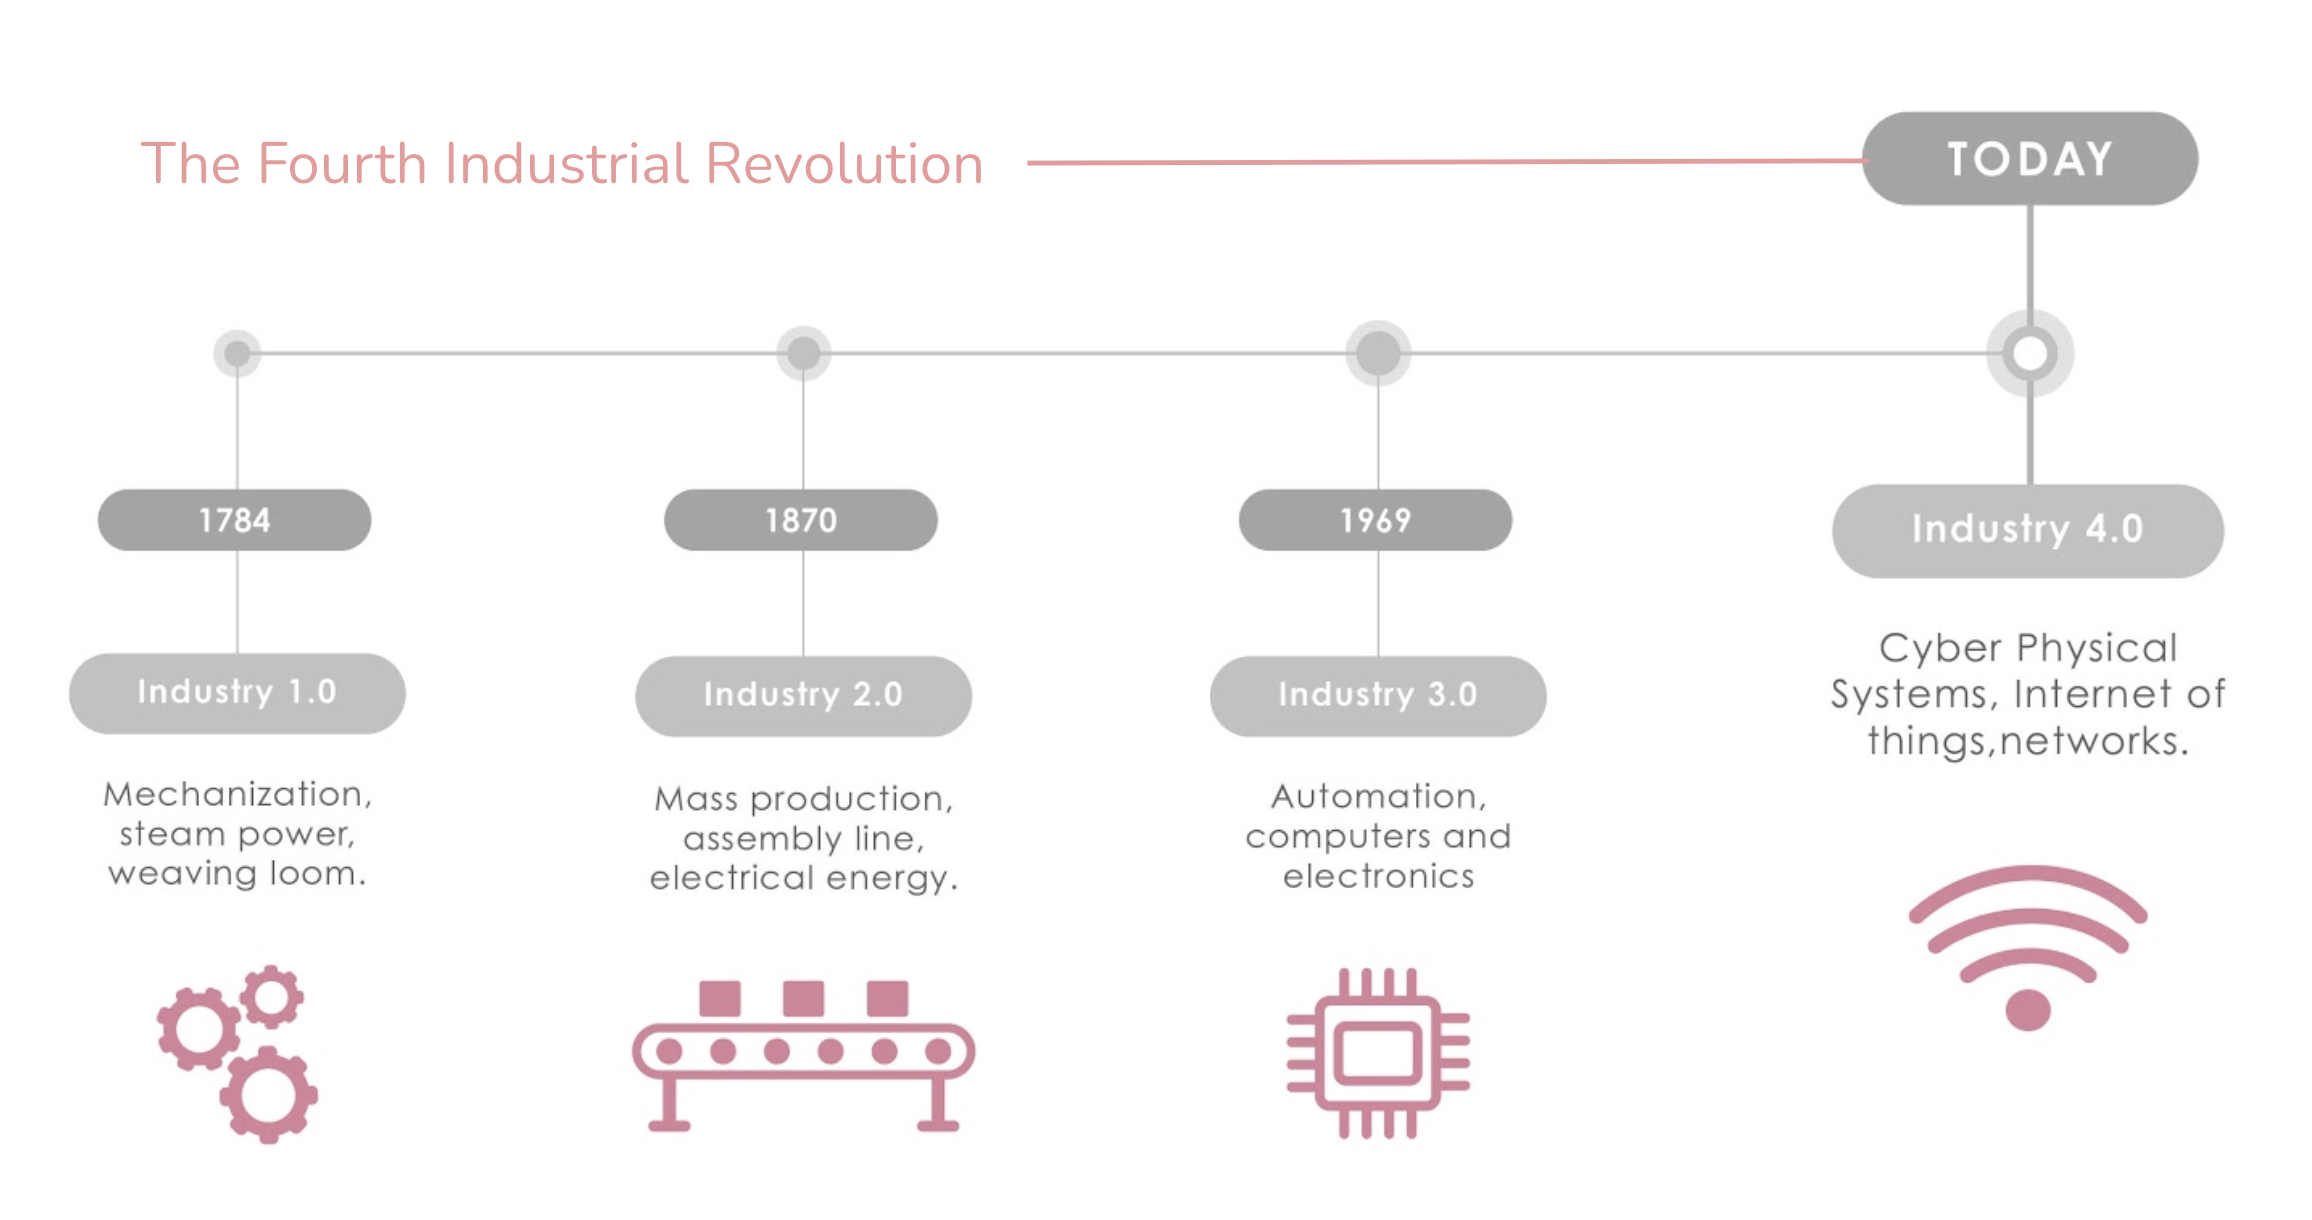 The Fourth Industrial Revolution
TODAY
1784
Industry 1.0
Mechanization,
steam power,
weaving loom.
1870
Industry 2.0
Mass production,
assembly line,
electrical energy.
1969
Industry 3.0
Automation,
computers and
electronics
Industry 4.0
Cyber Physical
Systems, Internet of
things,networks.